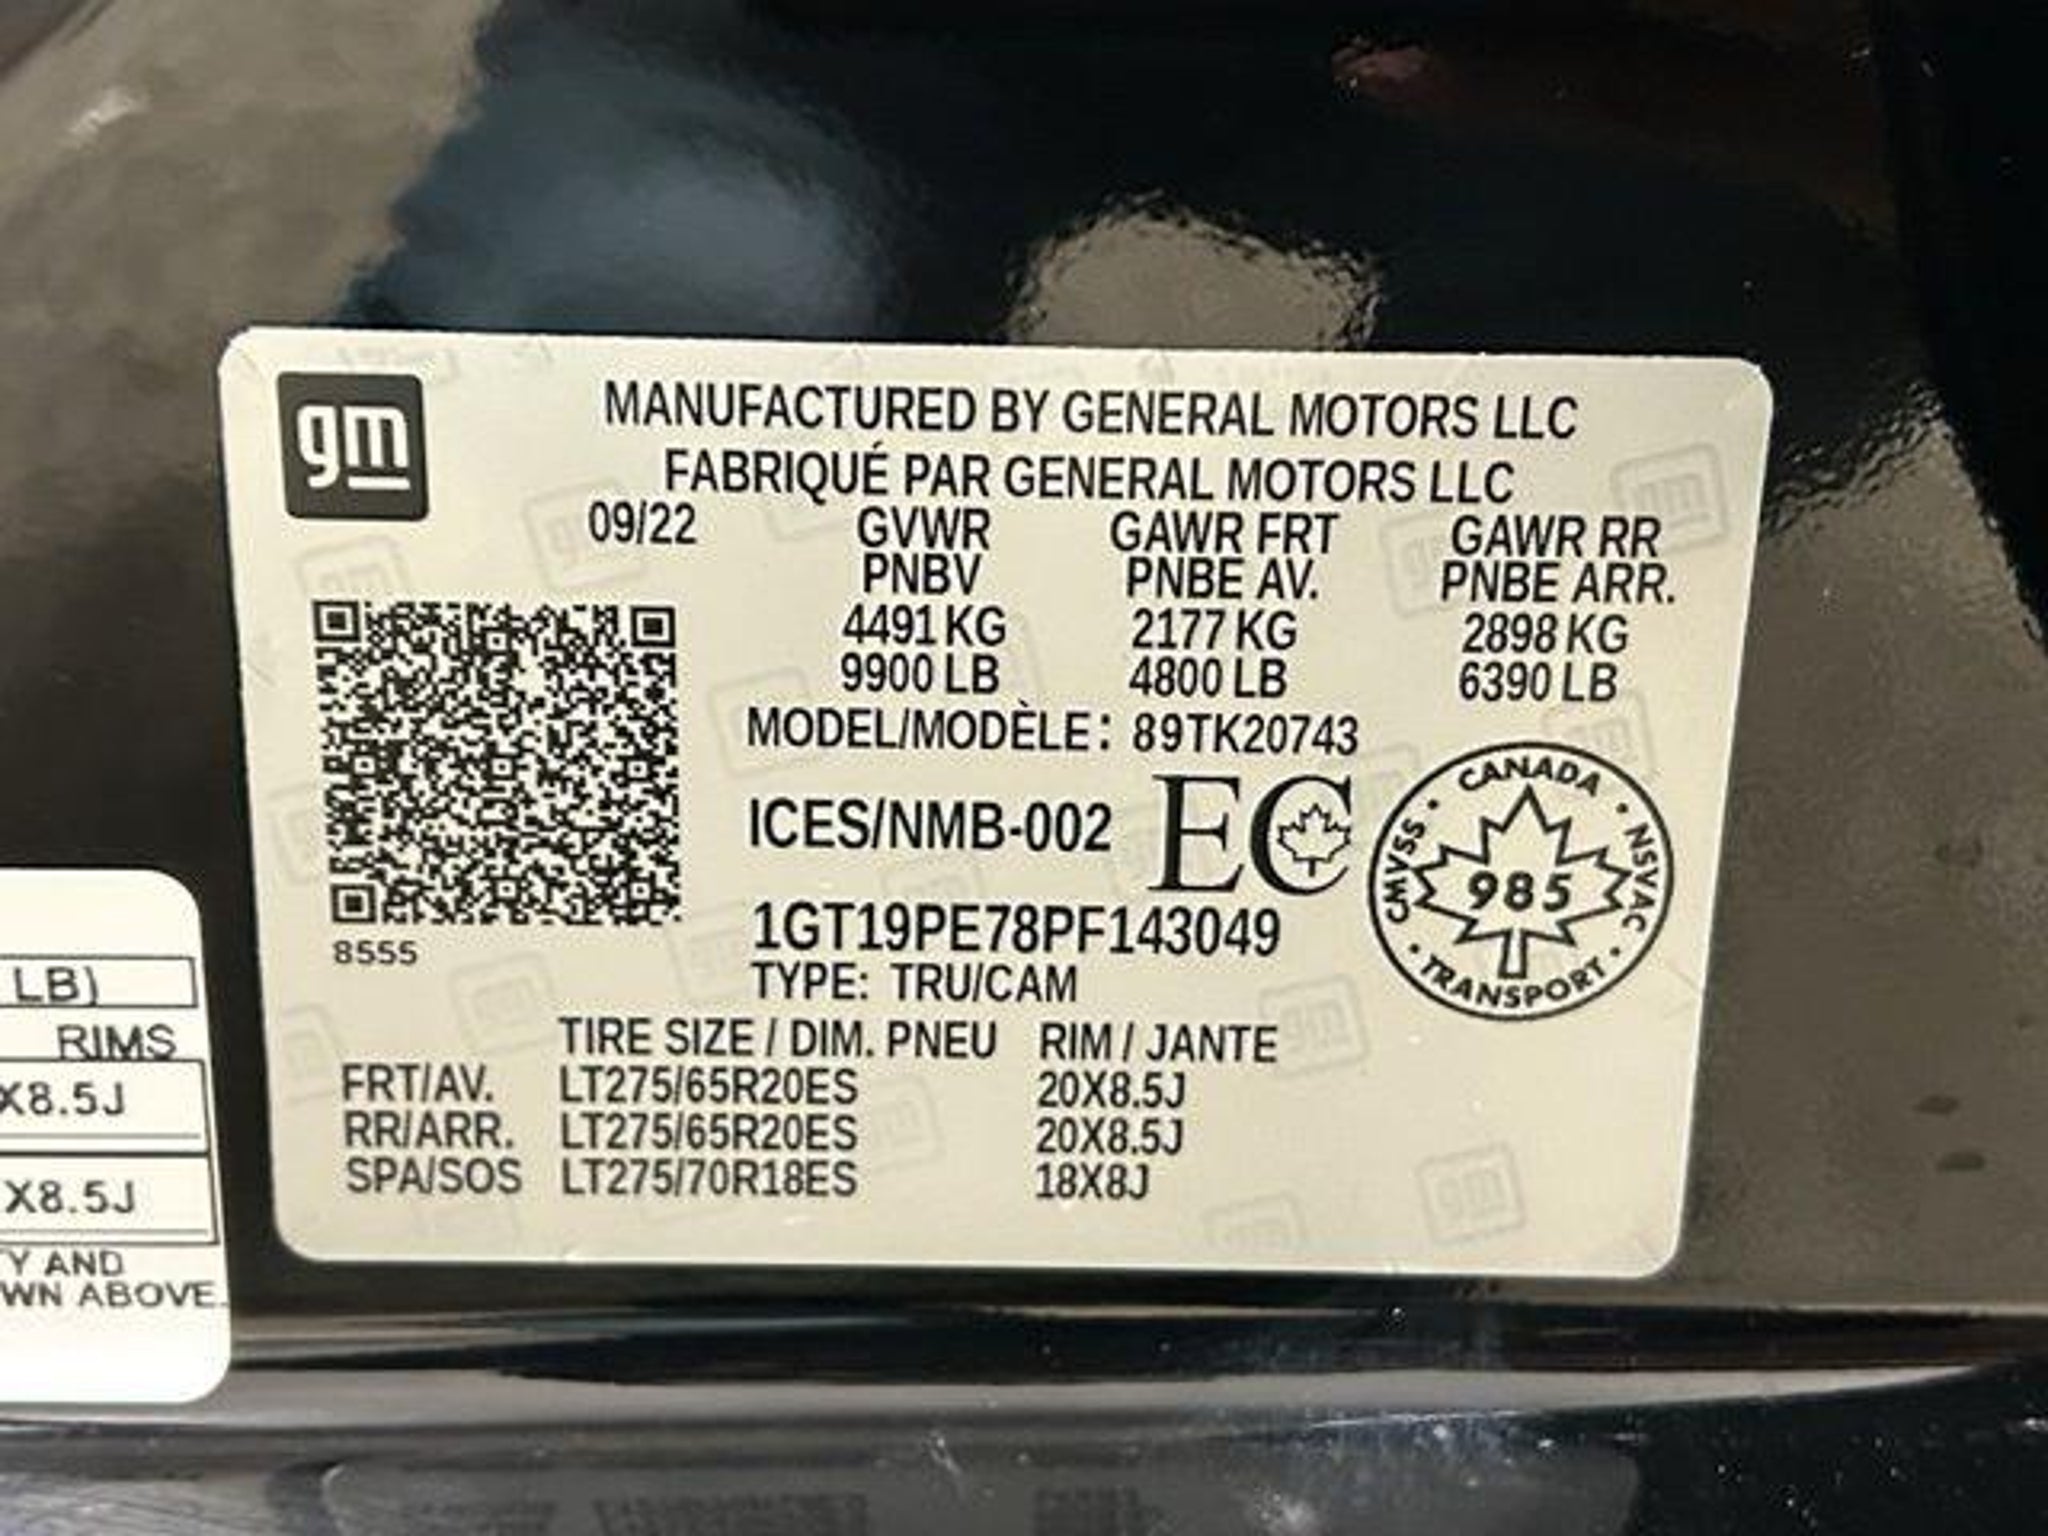 gm
MANUFACTURED BY GENERAL MOTORS LLC
FABRIQUÉ PAR GENERAL MOTORS LLC
09/22 GVWR GAWR FRT GAWR RR
PNBV PNBE AV. PNBE ARR.
4491 KG 2177 KG 2898 KG
9900 LB 4800 LB 6390 LB
MODEL/MODÈLE: 89TK20743
ICES/NMB-002 EC
CANADA
CMVSS • 985 • NSVAC
TRANSPORT
1GT19PE78PF143049
8555
TYPE: TRU/CAM
TIRE SIZE / DIM. PNEU RIM / JANTE
FRT/AV. LT275/65R20ES 20X8.5J
RR/ARR. LT275/65R20ES 20X8.5J
SPA/SOS LT275/70R18ES 18X8J
LB)
RIMS
X8.5J
X8.5J
Y AND
WN ABOVE.